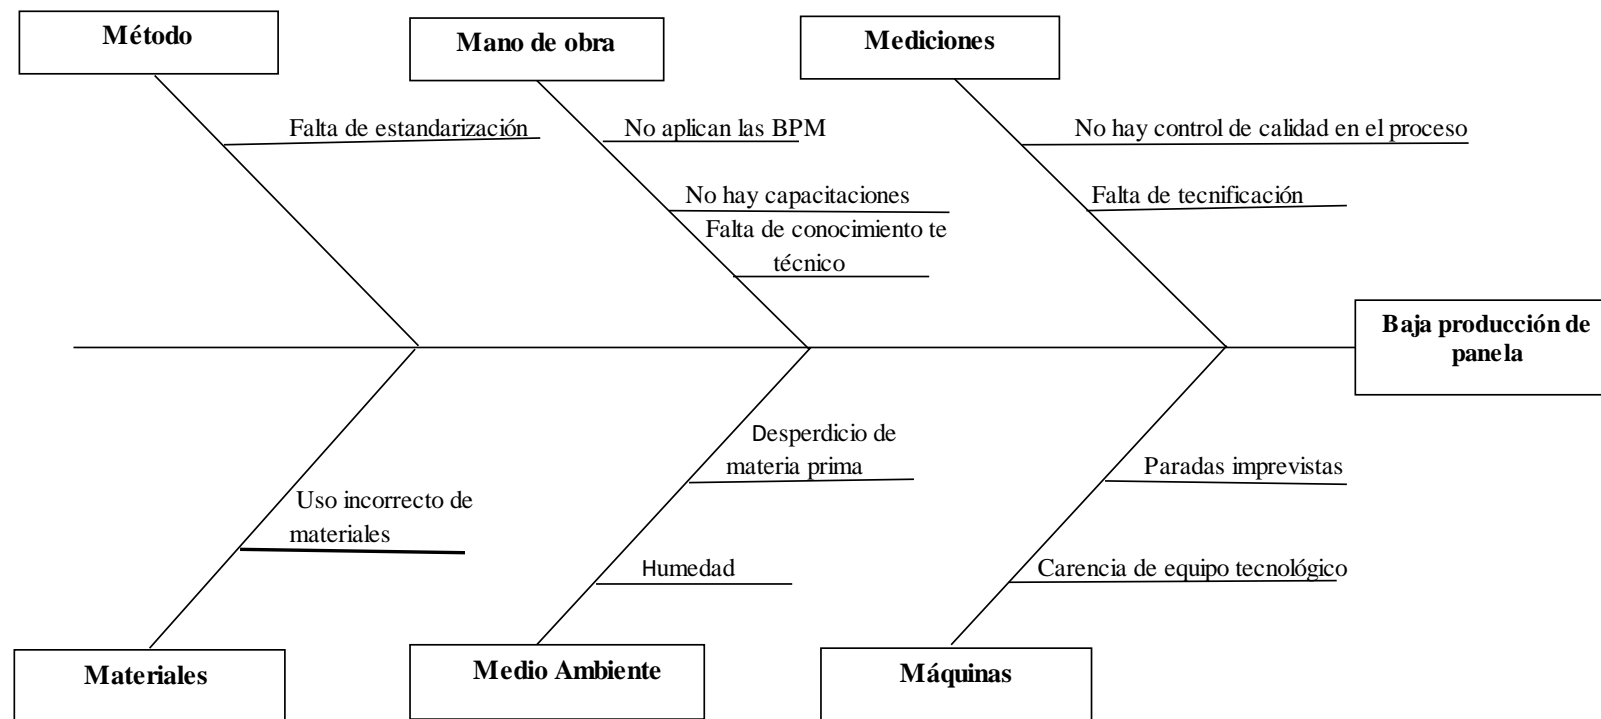 Método
Mano de obra
Mediciones
Falta de estandarización
No aplican las BPM
No hay control de calidad en el proceso
No hay capacitaciones
Falta de tecnificación
Falta de conocimiento te
técnico
Baja producción de
panela
Desperdicio de
materia prima
Paradas imprevistas
Uso incorrecto de
materiales
Humedad
Carencia de equipo tecnológico
Materiales
Medio Ambiente
Máquinas